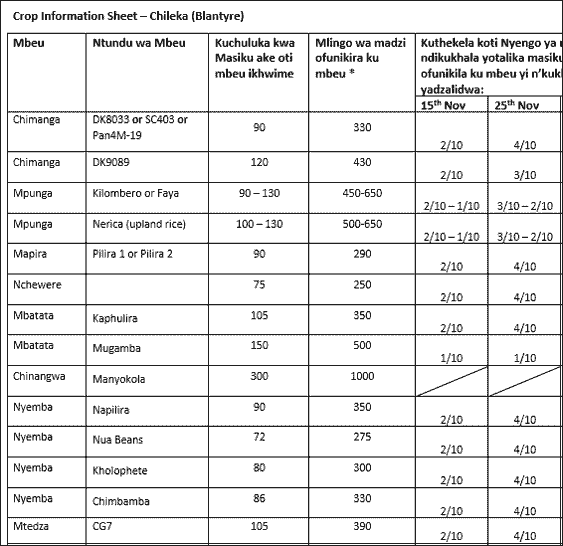 Crop Information Sheet – Chileka (Blantyre)
Mbeu Ntundu wa Mbeu Kuchuluka kwa Mlingo wa madzi Kuthekela koti Nyengo ya
Masiku ake oti ofunikira ku ndikukhala yotalika masiku
mbeu ikhwime mbeu * ofunikila ku mbeu yi n'kukh
yadzalidwa:
15th Nov 25th Nov
Chimanga DK8033 or SC403 or Pan4M-19 90 330 2/10 4/10
Chimanga DK9089 120 430 2/10 3/10
Mpunga Kilombero or Faya 90 – 130 450-650 2/10 – 1/10 3/10 – 2/10
Mpunga Nerica (upland rice) 100 – 130 500-650 2/10 – 1/10 3/10 – 2/10
Mapira Pilira 1 or Pilira 2 90 290 2/10 4/10
Nchewere 75 250 2/10 4/10
Mbatata Kaphulira 105 350 2/10 4/10
Mbatata Mugamba 150 500 1/10 1/10
Chinangwa Manyokola 300 1000
Nyemba Napilira 90 350 2/10 4/10
Nyemba Nua Beans 72 275 2/10 4/10
Nyemba Kholophete 80 300 2/10 4/10
Nyemba Chimbamba 86 330 2/10 4/10
Mtedza CG7 105 390 2/10 4/10